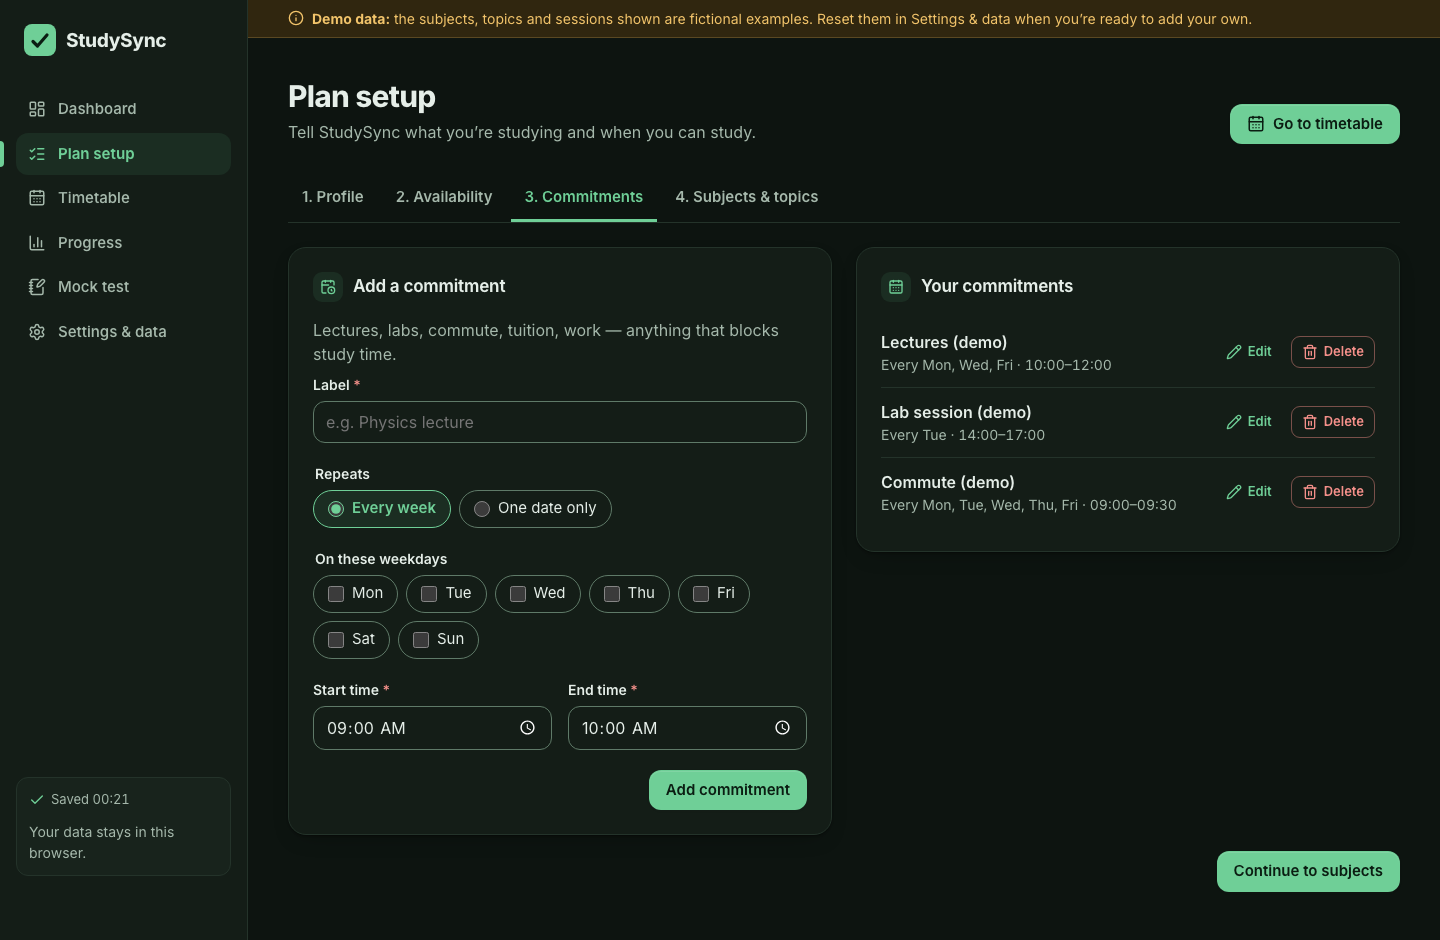 StudySync
Dashboard
Plan setup
Timetable
Progress
Mock test
Settings & data
Saved 00:21
Your data stays in this
browser.
Demo data: the subjects, topics and sessions shown are fictional examples. Reset them in Settings & data when you’re ready to add your own.
Plan setup
Tell StudySync what you’re studying and when you can study.
Go to timetable
1. Profile
2. Availability
3. Commitments
4. Subjects & topics
Add a commitment
Lectures, labs, commute, tuition, work — anything that blocks
study time.
Label *
e.g. Physics lecture
Repeats
Every week
One date only
On these weekdays
Mon
Tue
Wed
Thu
Fri
Sat
Sun
Start time *
End time *
09:00 AM
10:00 AM
Add commitment
Your commitments
Lectures (demo)
Every Mon, Wed, Fri · 10:00–12:00
Edit
Delete
Lab session (demo)
Every Tue · 14:00–17:00
Edit
Delete
Commute (demo)
Every Mon, Tue, Wed, Thu, Fri · 09:00–09:30
Edit
Delete
Continue to subjects